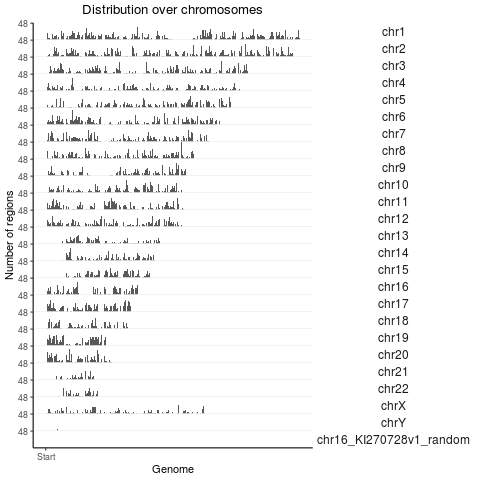 Distribution over chromosomes
48 chr1
48 chr2
48 chr3
48 chr4
48 chr5
48 chr6
48 chr7
48 chr8
48 chr9
48 chr10
48 chr11
48 chr12
48 chr13
48 chr14
48 chr15
48 chr16
48 chr17
48 chr18
48 chr19
48 chr20
48 chr21
48 chr22
48 chrX
48 chrY
48 chr16_KI270728v1_random
Number of regions
Start
Genome